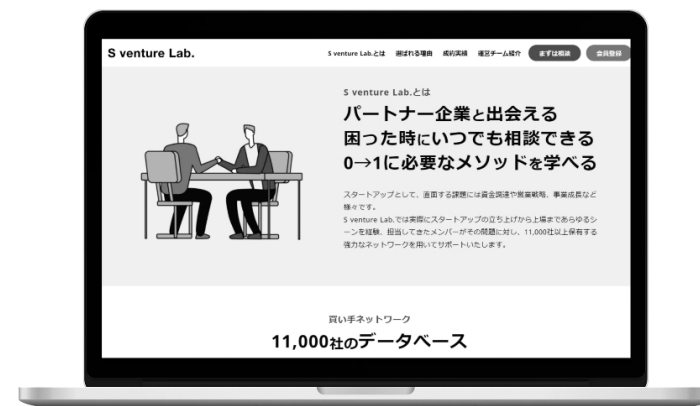 S venture Lab.
S venture Lab.とは 選ばれる理由 成約実績 運営チーム紹介 まずは相談 会員登録
S venture Lab.とは
パートナー企業と出会える
困った時にいつでも相談できる
0→1に必要なメソッドを学べる
スタートアップとして、直面する課題には資金調達や営業戦略、事業成長など
様々です。
S venture Lab.では実際にスタートアップの立ち上げから上場まであらゆるシ
ーンを経験、担当してきたメンバーがその問題に対し、11,000社以上保有する
強力なネットワークを用いてサポートいたします。
買い手ネットワーク
11,000社のデータベース